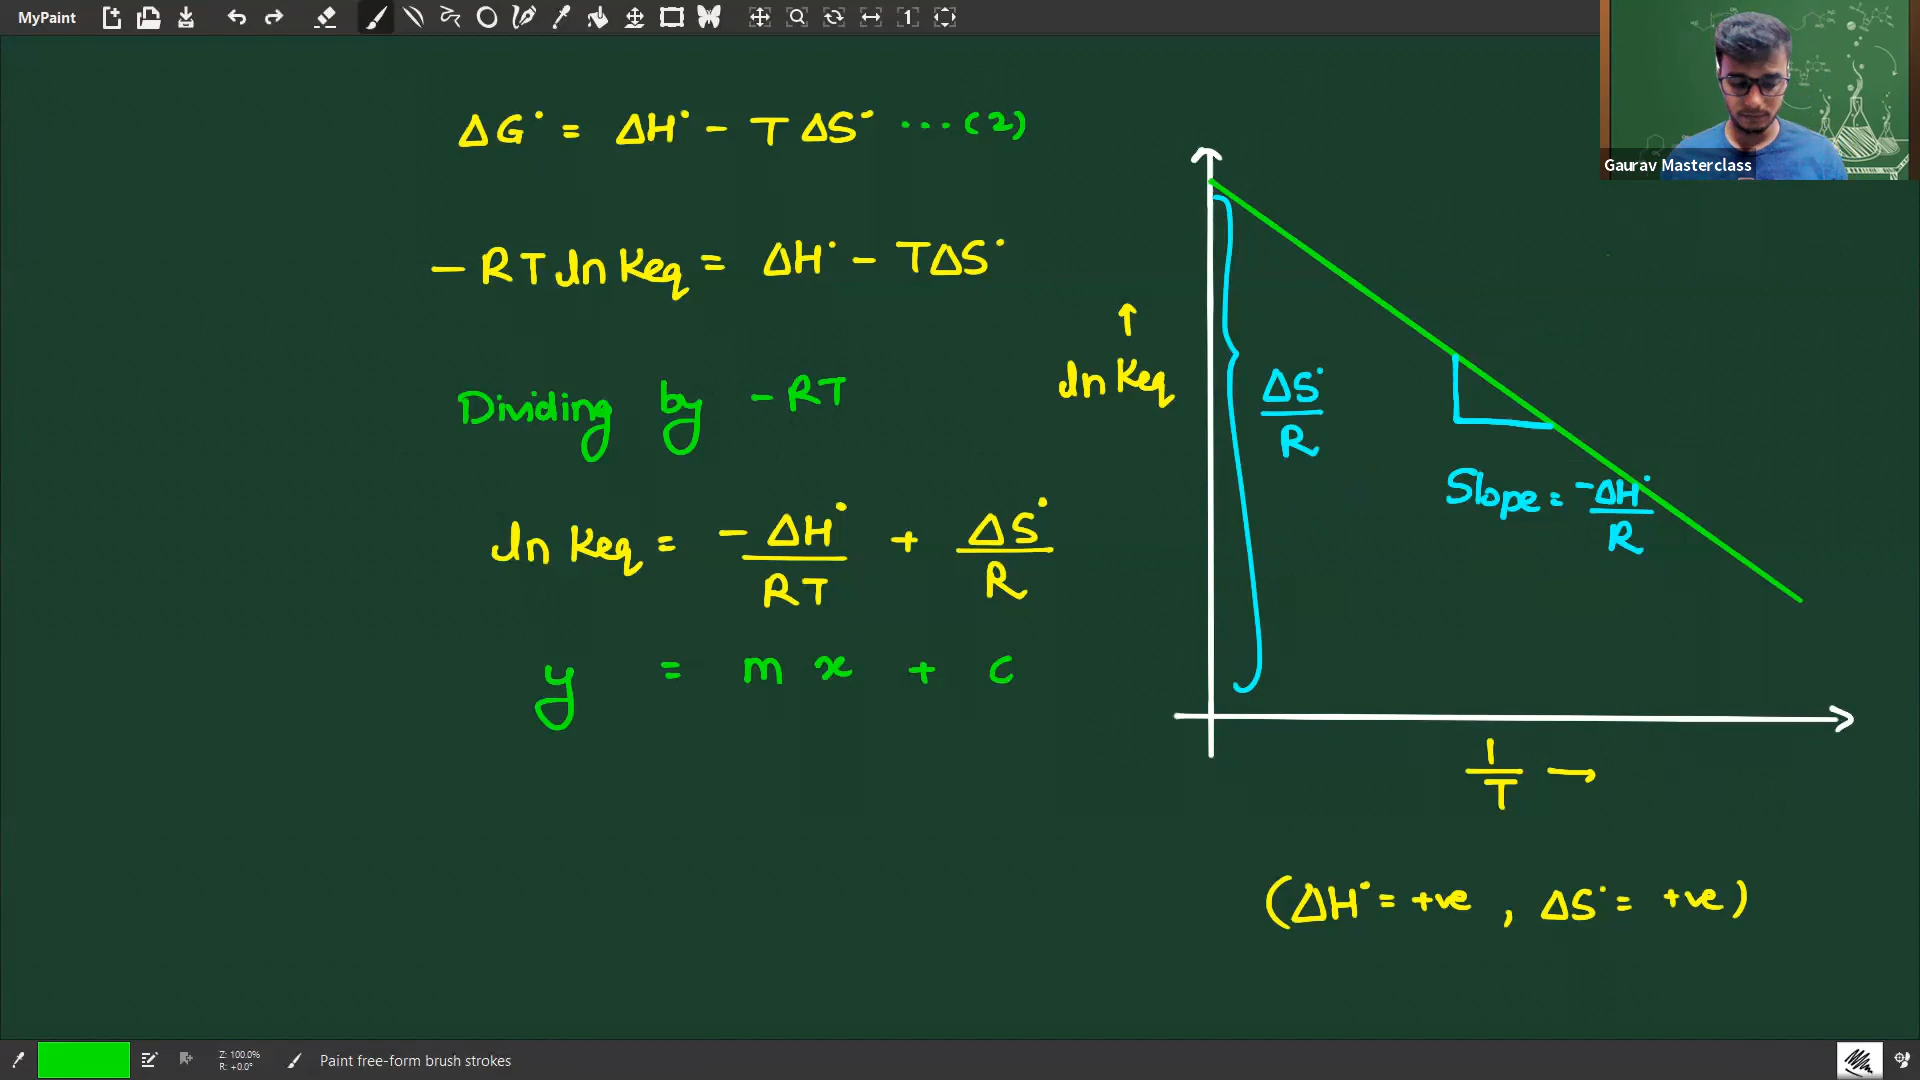 MyPaint
Gaurav Masterclass
ΔG° = ΔH° - TΔS° ...(2)
- RT ln Keq = ΔH° - TΔS°
Dividing by - RT
ln Keq = - ΔH°/RT + ΔS°/R
y = m x + c
↑
ln Keq
ΔS°/R
Slope = -ΔH°/R
1/T →
(ΔH° = +ve , ΔS° = +ve)
Z: 100.0%
R: +0.0°
Paint free-form brush strokes